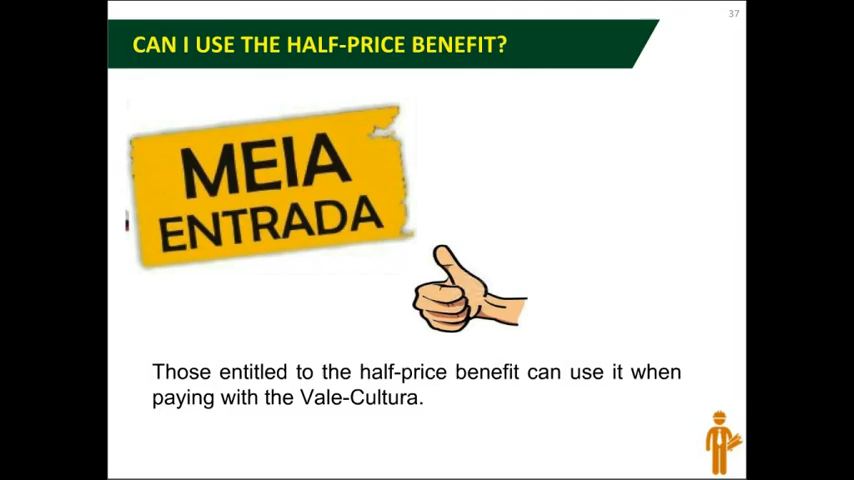 37
CAN I USE THE HALF-PRICE BENEFIT?
MEIA
ENTRADA
Those entitled to the half-price benefit can use it when
paying with the Vale-Cultura.